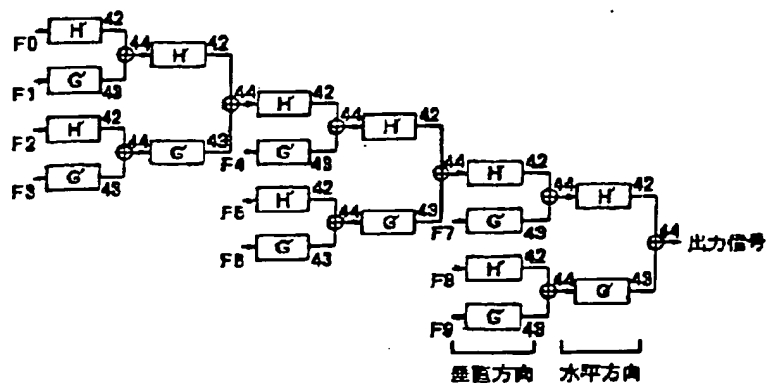 F0 H' 42
44 H' 42
F1 G' 43
44 H' 42
F2 H' 42
44 H' 42
44 G' 43
F3 G' 43
F4 G' 43
44 H' 42
F5 H' 42
44 H' 42
44 G' 43
F6 G' 43
F7 G' 43
44 出力信号
F8 H' 42
44 G' 43
F9 G' 43
垂直方向 水平方向